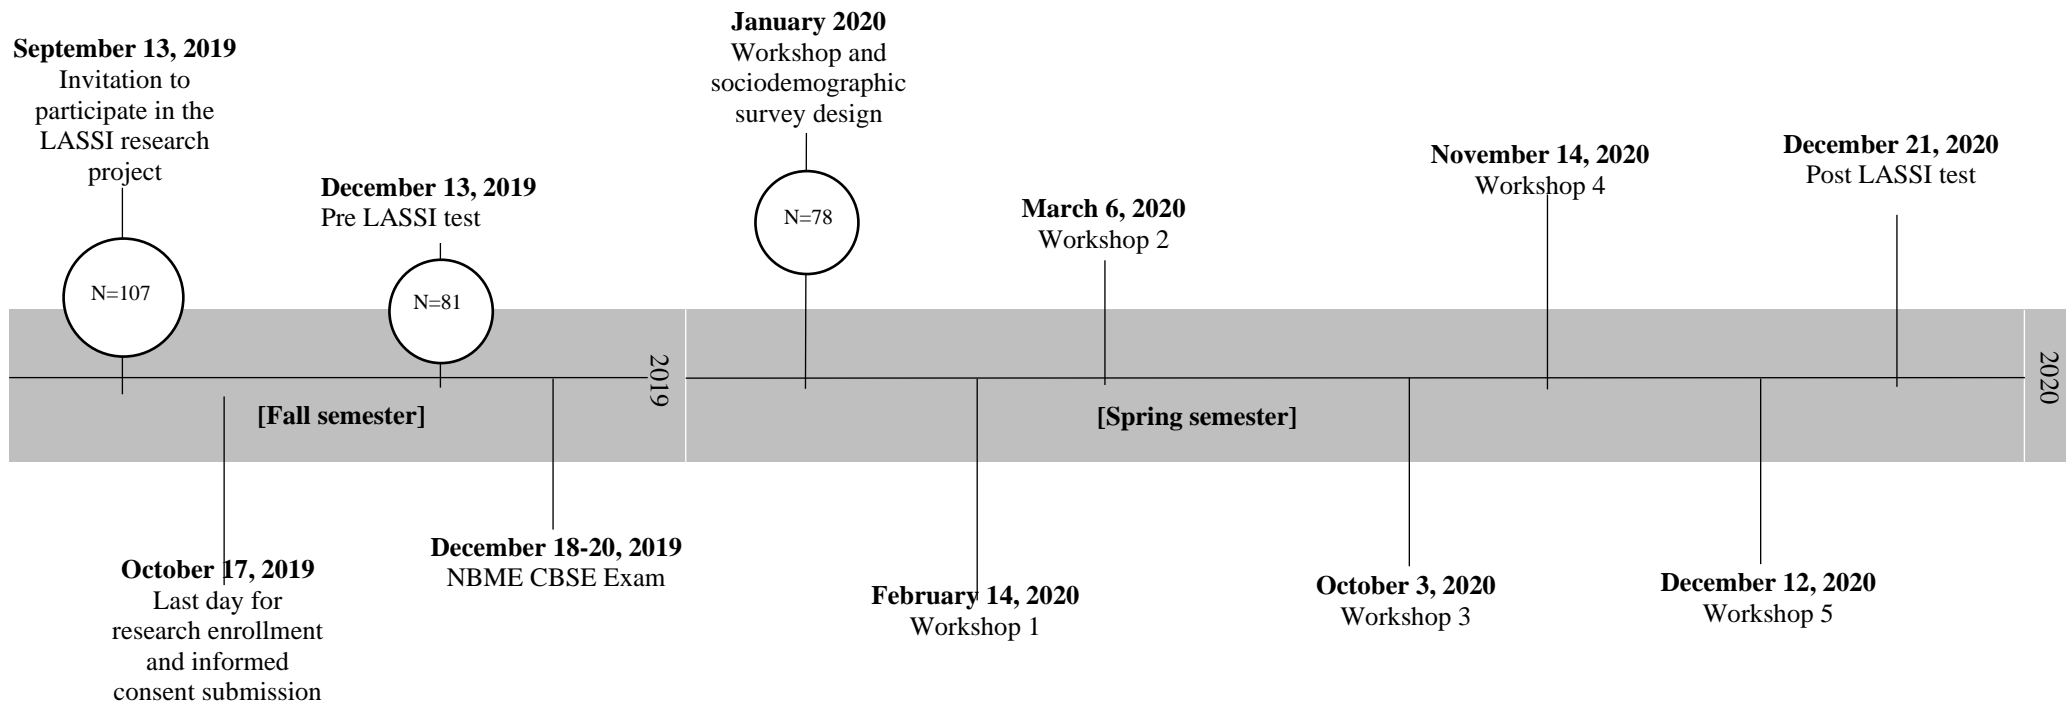 September 13, 2019
Invitation to
participate in the
LASSI research
project
N=107
December 13, 2019
Pre LASSI test
N=81
January 2020
Workshop and
sociodemographic
survey design
N=78
March 6, 2020
Workshop 2
November 14, 2020
Workshop 4
December 21, 2020
Post LASSI test
[Fall semester]
2019
[Spring semester]
2020
October 17, 2019
Last day for
research enrollment
and informed
consent submission
December 18-20, 2019
NBME CBSE Exam
February 14, 2020
Workshop 1
October 3, 2020
Workshop 3
December 12, 2020
Workshop 5